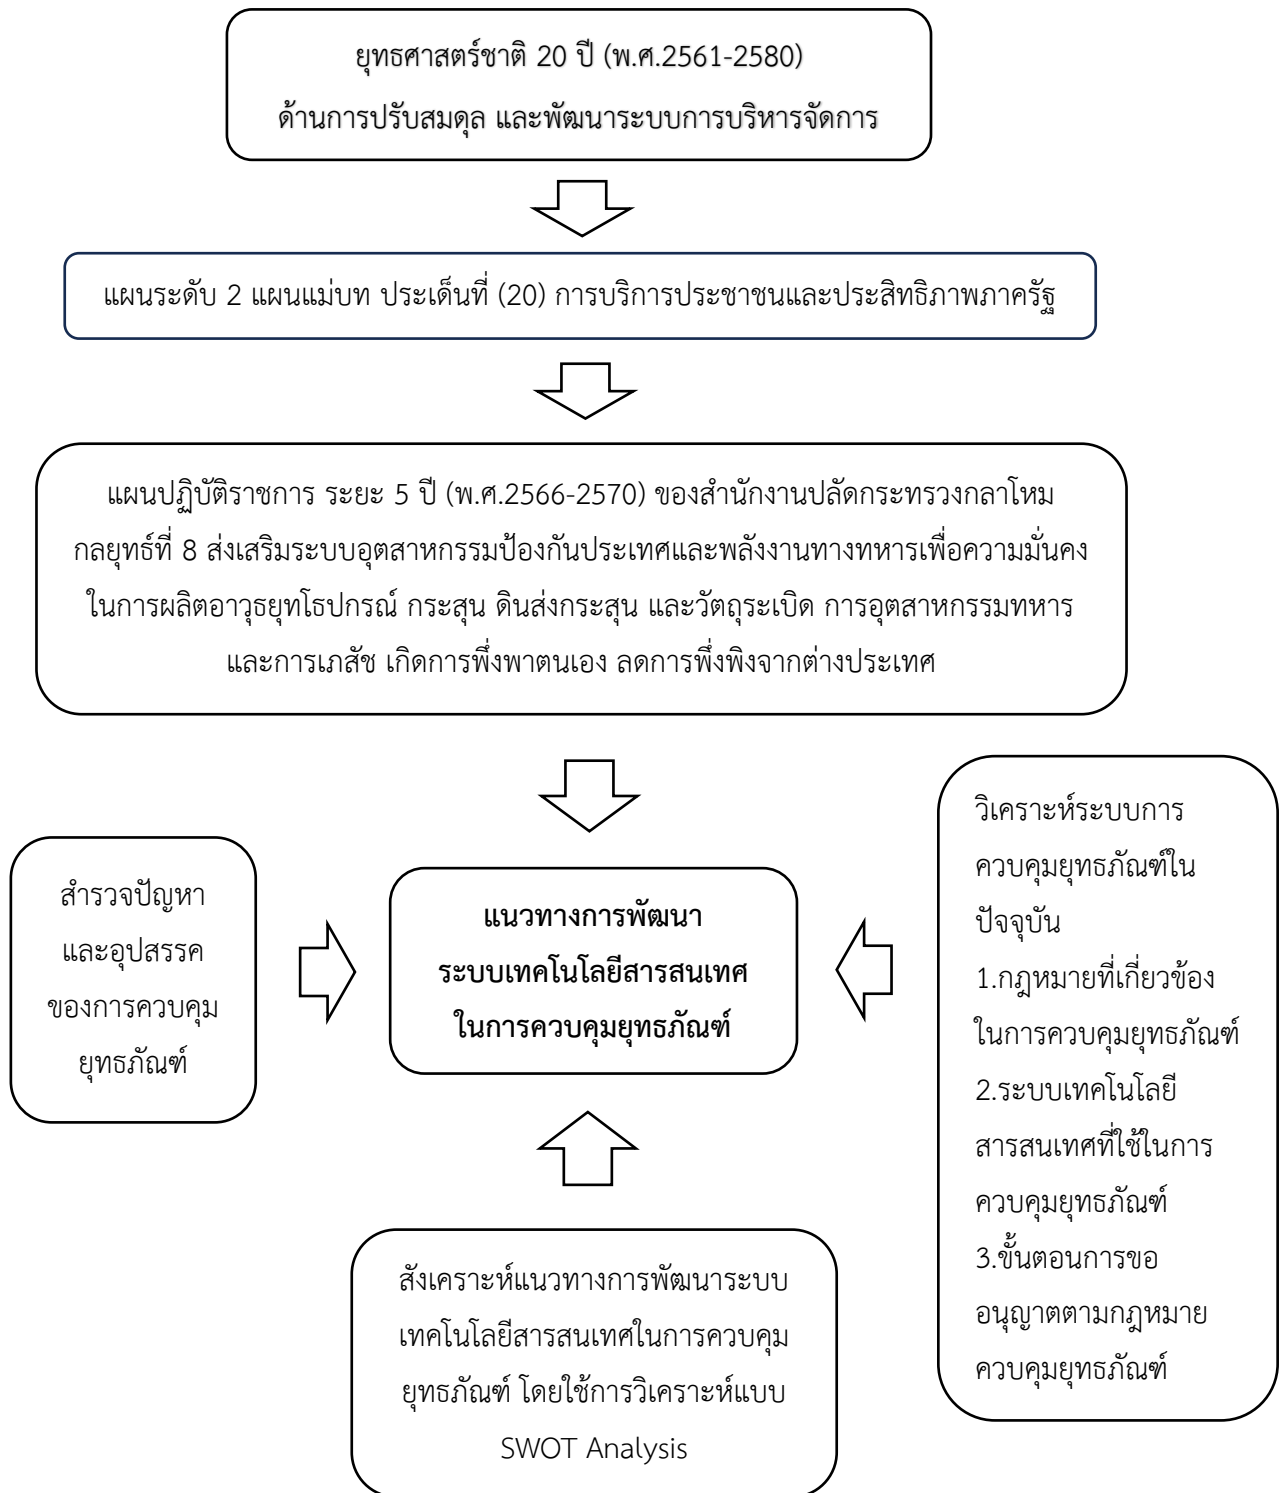 ยุทธศาสตร์ชาติ 20 ปี (พ.ศ.2561-2580)
ด้านการปรับสมดุล และพัฒนาระบบการบริหารจัดการ
แผนระดับ 2 แผนแม่บท ประเด็นที่ (20) การบริการประชาชนและประสิทธิภาพภาครัฐ
แผนปฏิบัติราชการ ระยะ 5 ปี (พ.ศ.2566-2570) ของสำนักงานปลัดกระทรวงกลาโหม
กลยุทธ์ที่ 8 ส่งเสริมระบบอุตสาหกรรมป้องกันประเทศและพลังงานทางทหารเพื่อความมั่นคง
ในการผลิตอาวุธยุทโธปกรณ์ กระสุน ดินส่งกระสุน และวัตถุระเบิด การอุตสาหกรรมทหาร
และการเภสัช เกิดการพึ่งพาตนเอง ลดการพึ่งพิงจากต่างประเทศ
สำรวจปัญหา
และอุปสรรค
ของการควบคุม
ยุทธภัณฑ์
แนวทางการพัฒนา
ระบบเทคโนโลยีสารสนเทศ
ในการควบคุมยุทธภัณฑ์
วิเคราะห์ระบบการ
ควบคุมยุทธภัณฑ์ใน
ปัจจุบัน
1.กฎหมายที่เกี่ยวข้อง
ในการควบคุมยุทธภัณฑ์
2.ระบบเทคโนโลยี
สารสนเทศที่ใช้ในการ
ควบคุมยุทธภัณฑ์
3.ขั้นตอนการขอ
อนุญาตตามกฎหมาย
ควบคุมยุทธภัณฑ์
สังเคราะห์แนวทางการพัฒนาระบบ
เทคโนโลยีสารสนเทศในการควบคุม
ยุทธภัณฑ์ โดยใช้การวิเคราะห์แบบ
SWOT Analysis